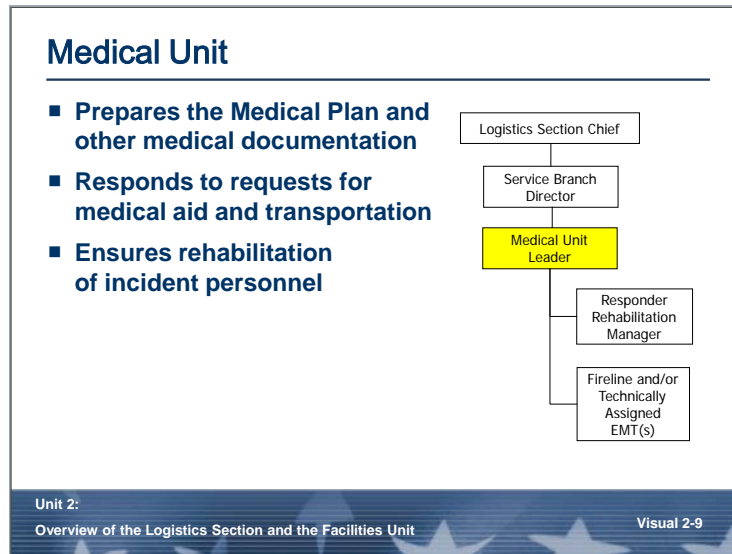 Medical Unit
Prepares the Medical Plan and
other medical documentation
Responds to requests for
medical aid and transportation
Ensures rehabilitation
of incident personnel
Logistics Section Chief
Service Branch
Director
Medical Unit
Leader
Responder
Rehabilitation
Manager
Fireline and/or
Technically
Assigned
EMT(s)
Unit 2:
Overview of the Logistics Section and the Facilities Unit
Visual 2-9